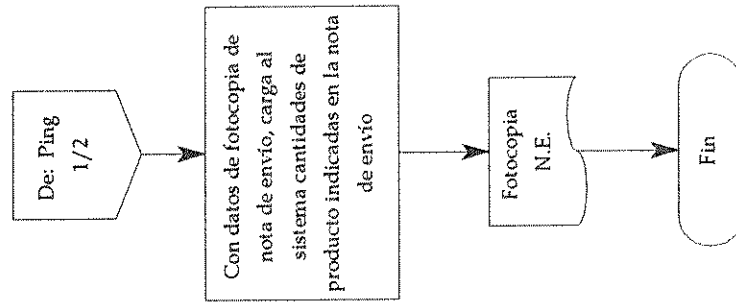 De: Ping
1/2
Con datos de fotocopia de
nota de envío, carga al
sistema cantidades de
producto indicadas en la nota
de envío
Fotocopia
N.E.
Fin